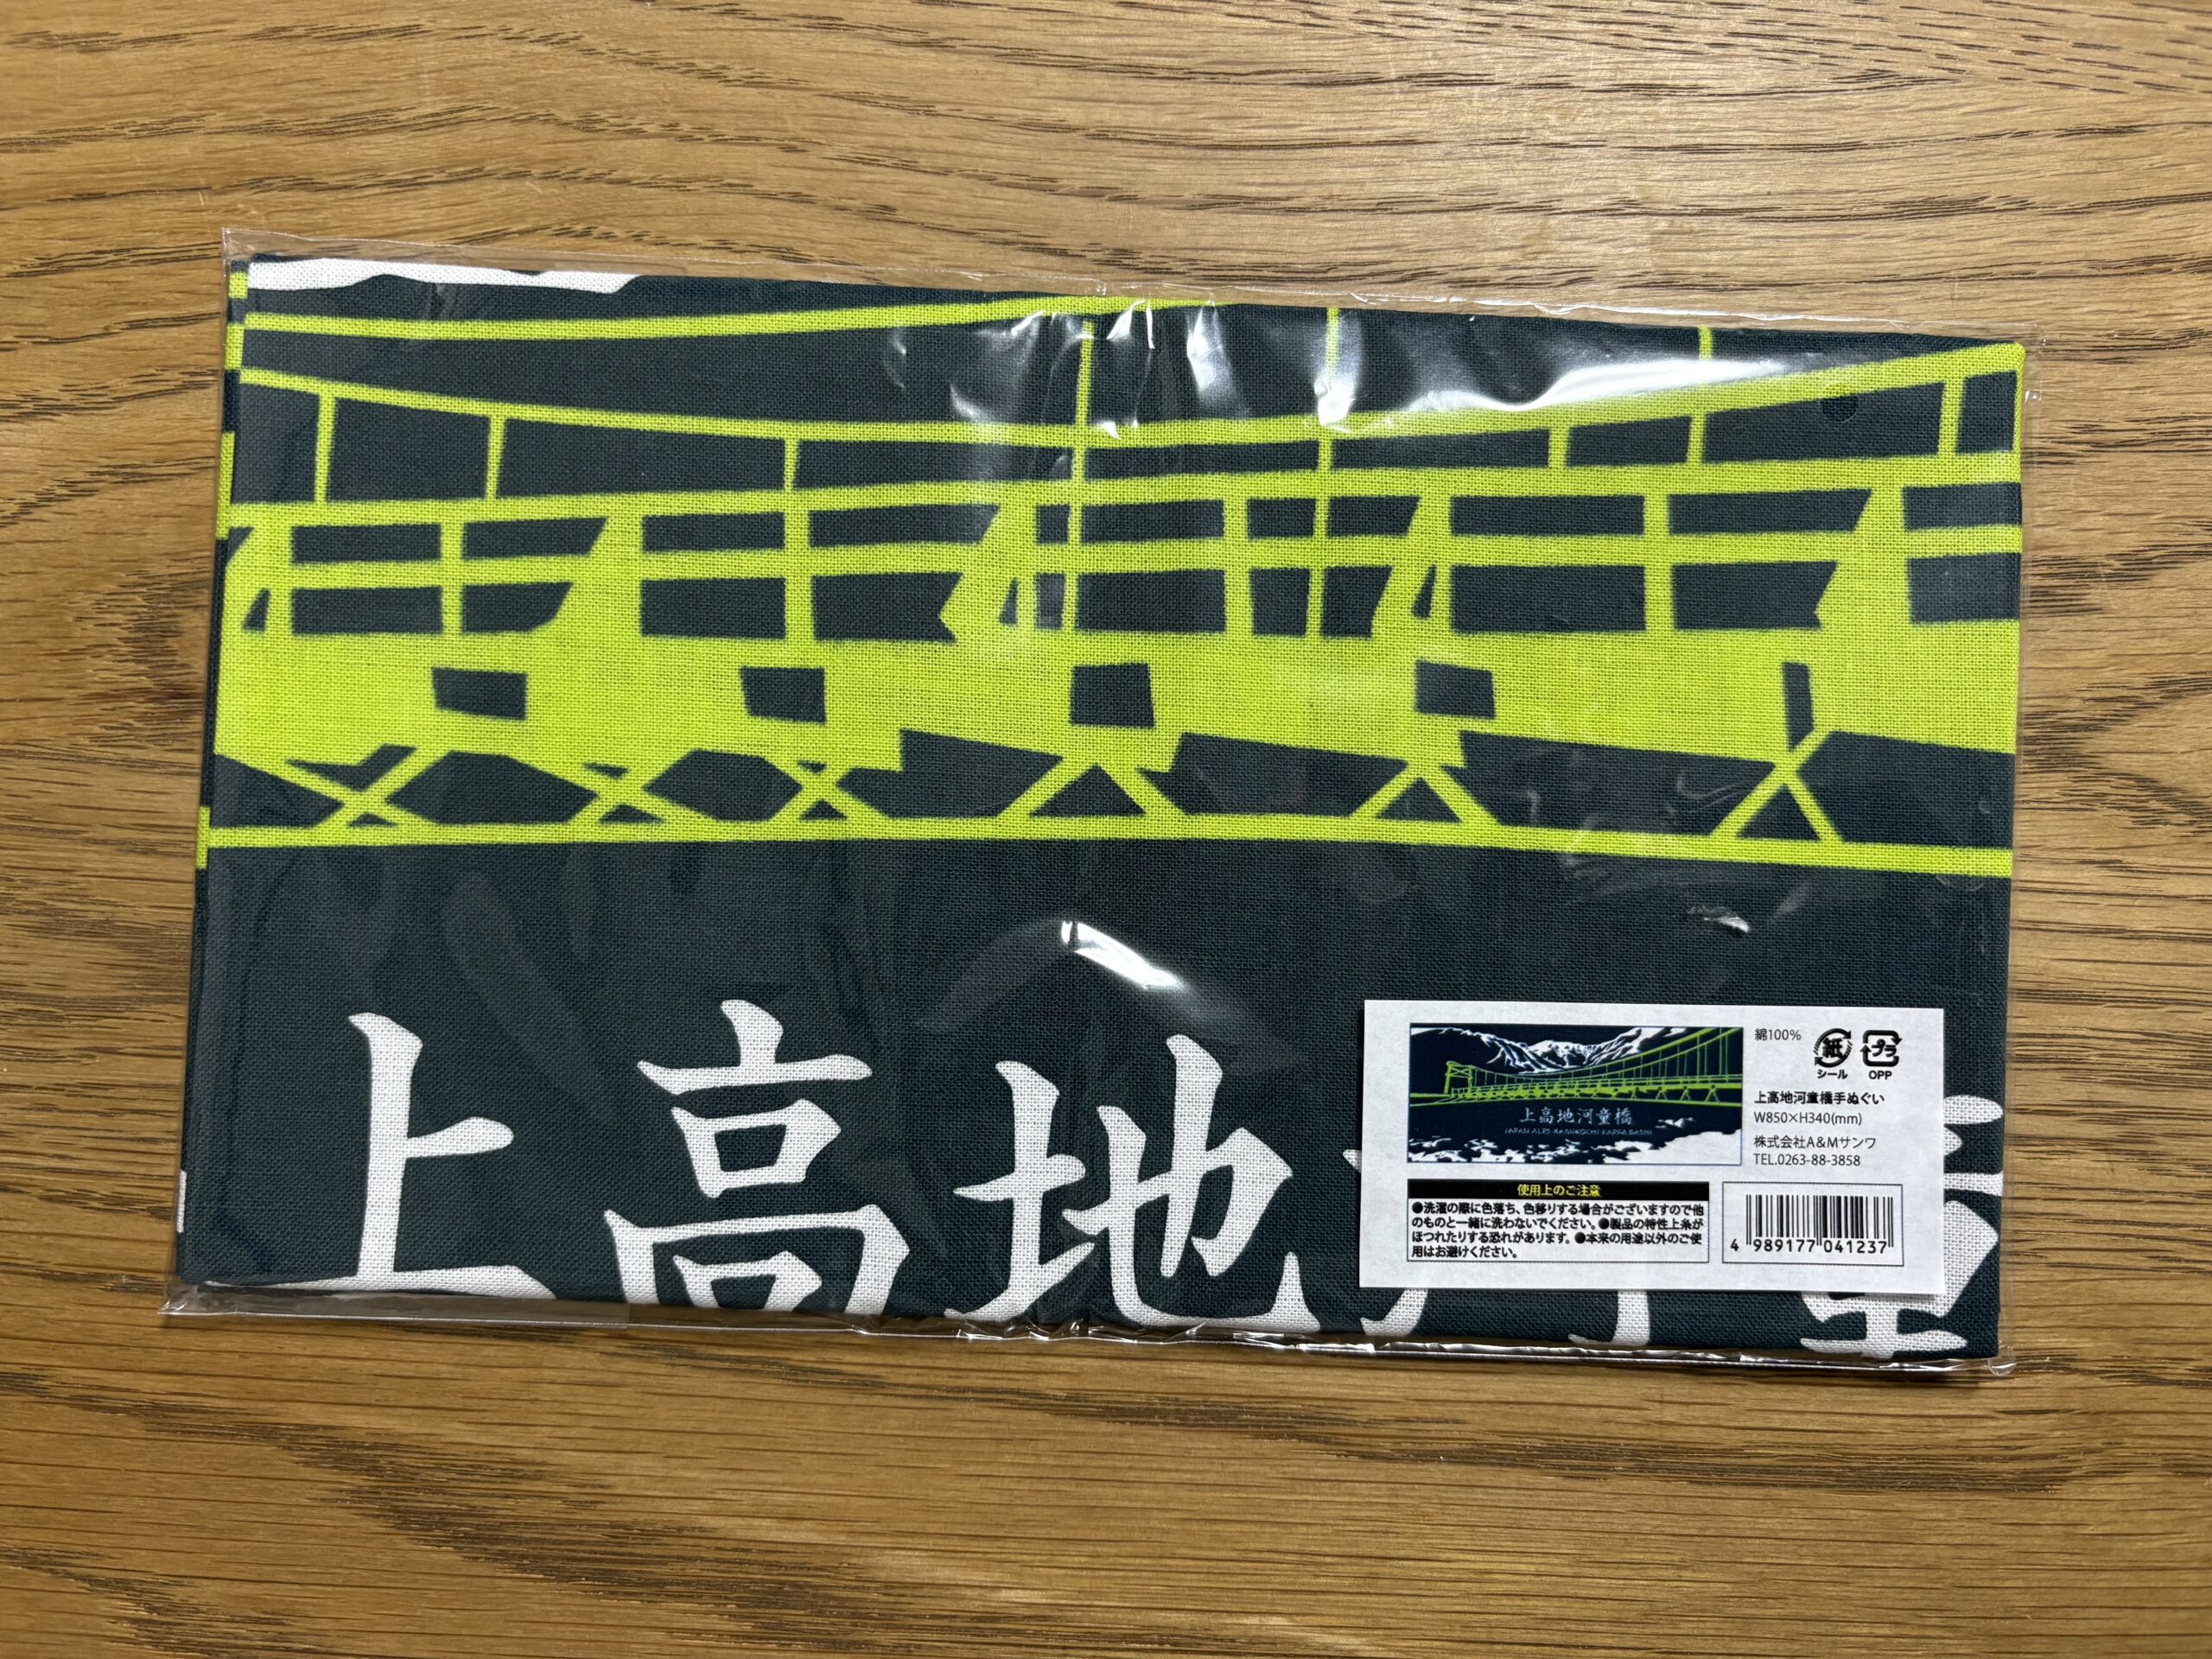 上高地
綿100%
紙
プラ
シール
OPP
上高地河童橋
JAPAN ALPS KAMIKOCHI KAPPA BASHI
上高地河童橋手ぬぐい
W850×H340(mm)
株式会社A&Mサンワ
TEL.0263-88-3858
使用上のご注意
●洗濯の際に色落ち、色移りする場合がございますので他
のものと一緒に洗わないでください。●製品の特性上糸が
ほつれたりする恐れがあります。●本来の用途以外のご使
用はお避けください。
4 989177 041237